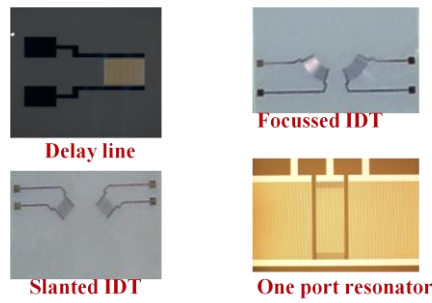 Delay line
Focussed IDT
Slanted IDT
One port resonator